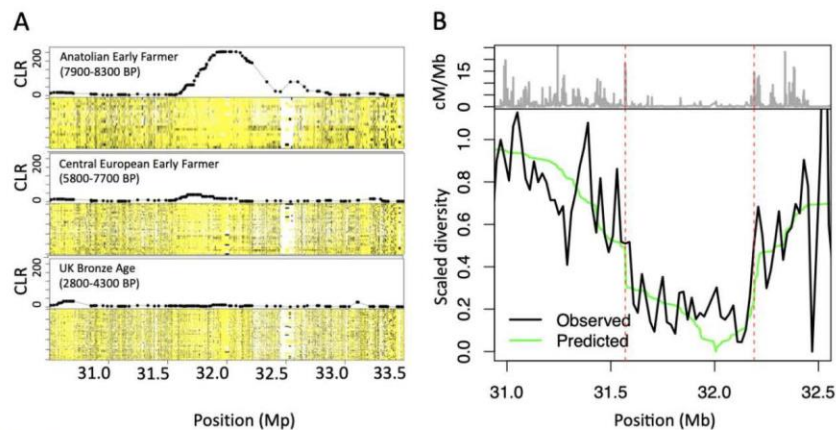 A
CLR
200
0
Anatolian Early Farmer
(7900-8300 BP)
CLR
200
0
Central European Early Farmer
(5800-7700 BP)
CLR
200
0
UK Bronze Age
(2800-4300 BP)
31.0 31.5 32.0 32.5 33.0 33.5
Position (Mp)
B
cM/Mb
15
0
Scaled diversity
1.0
0.8
0.6
0.4
0.2
0.0
Observed
Predicted
31.0 31.5 32.0 32.5
Position (Mb)